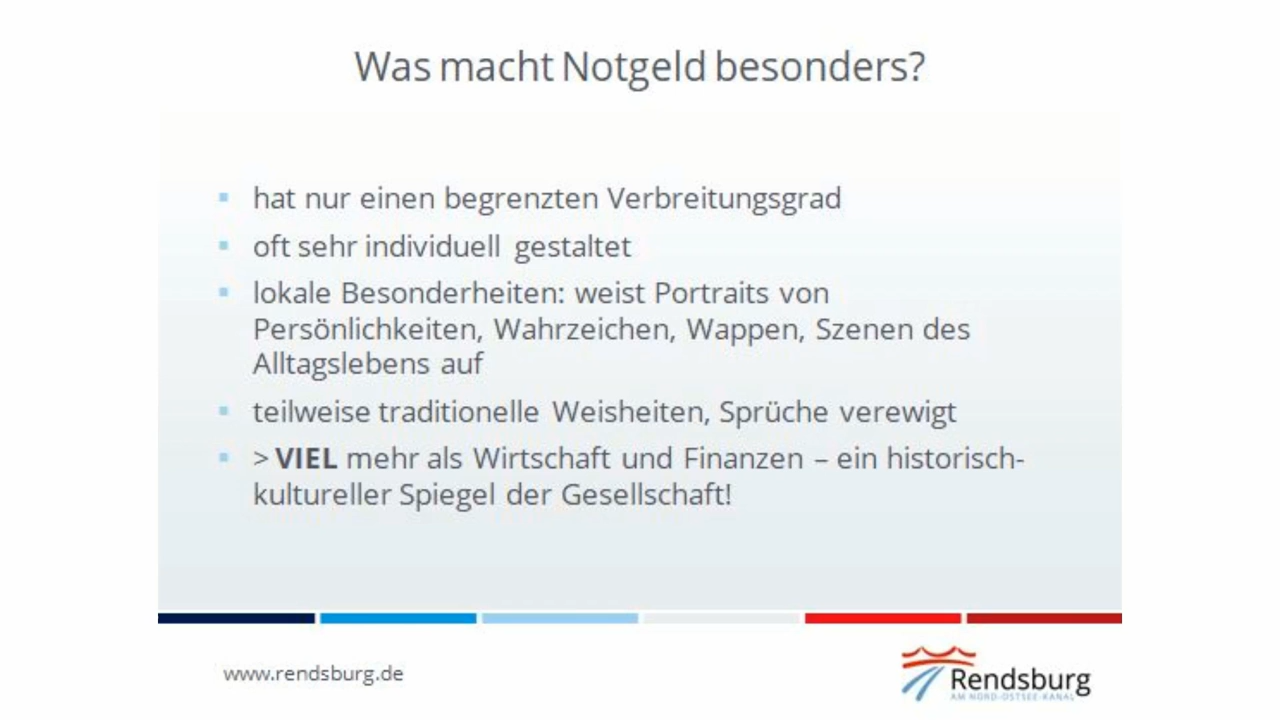 Was macht Notgeld besonders?
hat nur einen begrenzten Verbreitungsgrad
oft sehr individuell gestaltet
lokale Besonderheiten: weist Portraits von
Persönlichkeiten, Wahrzeichen, Wappen, Szenen des
Alltagslebens auf
teilweise traditionelle Weisheiten, Sprüche verewigt
> VIEL mehr als Wirtschaft und Finanzen – ein historisch-
kultureller Spiegel der Gesellschaft!
www.rendsburg.de
Rendsburg
AM NORD-OSTSEE-KANAL